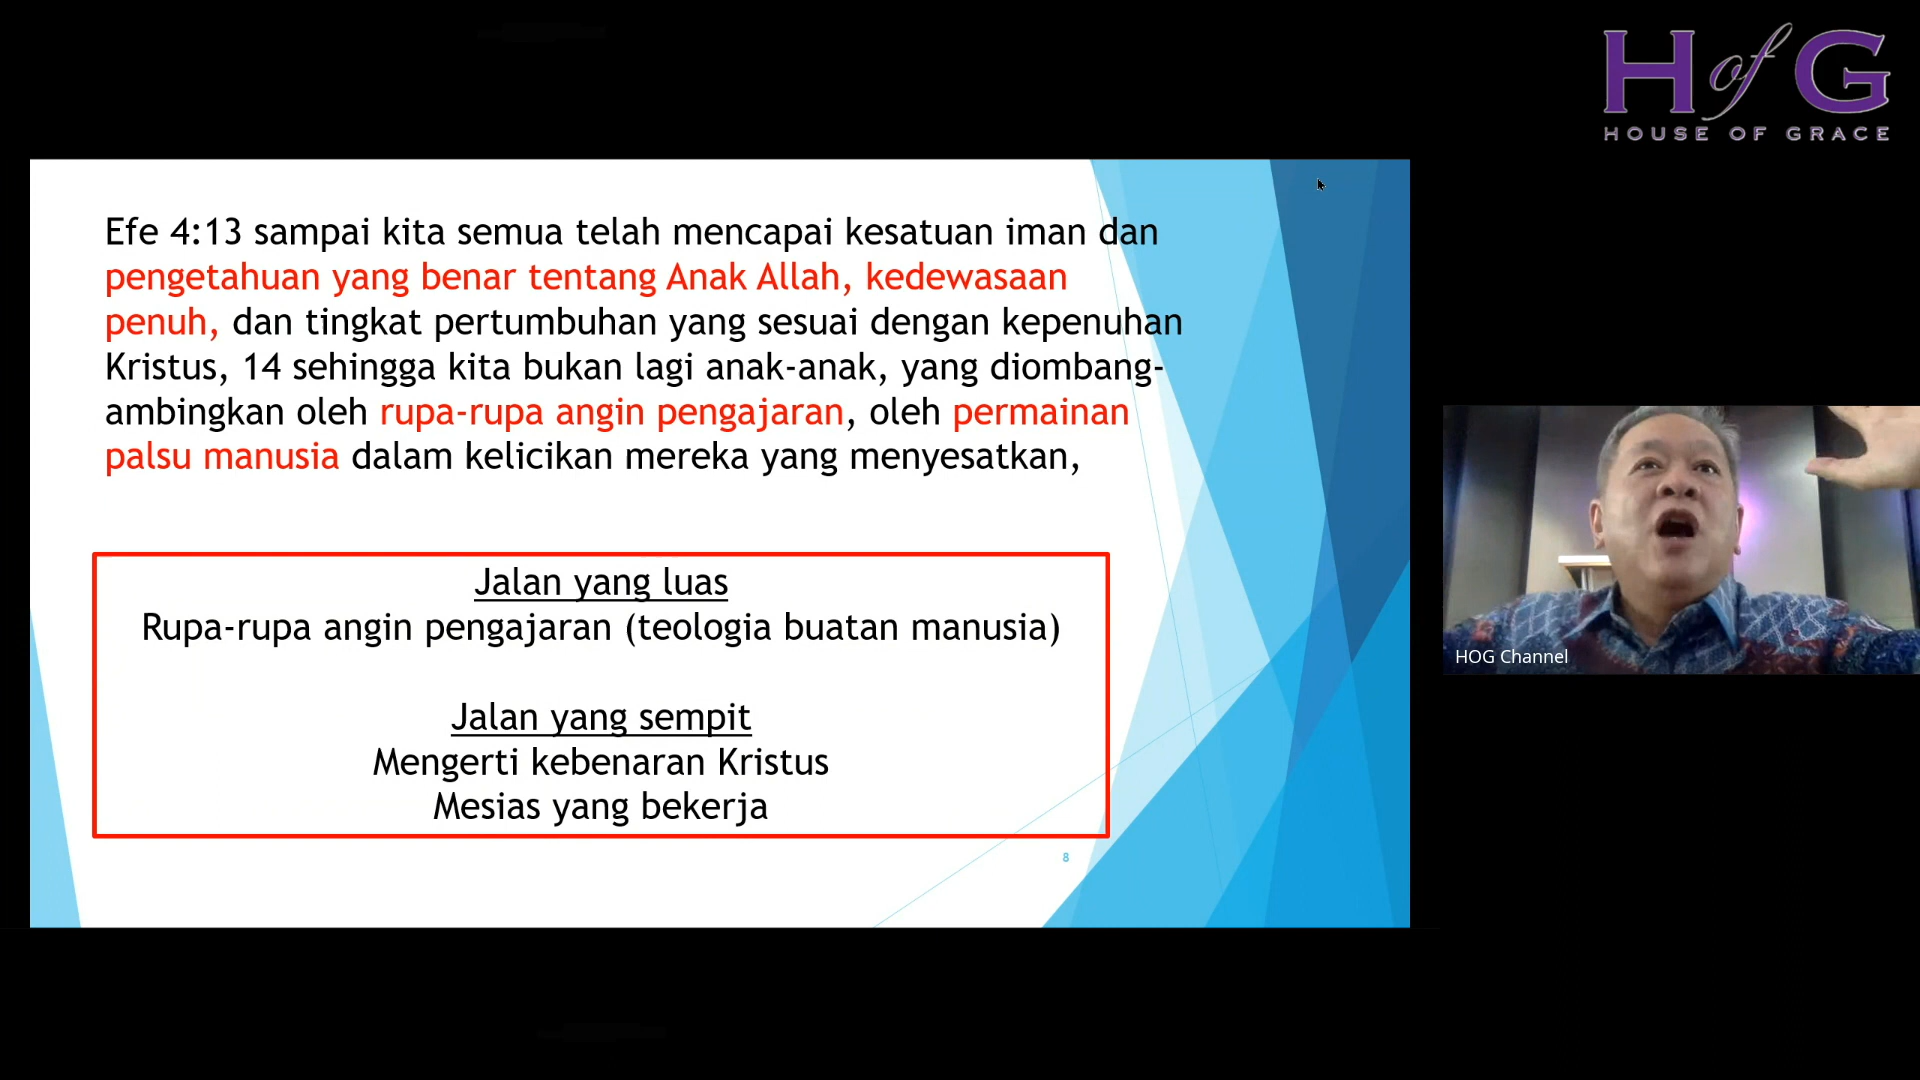 H of G
HOUSE OF GRACE
Efe 4:13 sampai kita semua telah mencapai kesatuan iman dan
pengetahuan yang benar tentang Anak Allah, kedewasaan
penuh, dan tingkat pertumbuhan yang sesuai dengan kepenuhan
Kristus, 14 sehingga kita bukan lagi anak-anak, yang diombang-
ambingkan oleh rupa-rupa angin pengajaran, oleh permainan
palsu manusia dalam kelicikan mereka yang menyesatkan,
Jalan yang luas
Rupa-rupa angin pengajaran (teologia buatan manusia)
Jalan yang sempit
Mengerti kebenaran Kristus
Mesias yang bekerja
8
HOG Channel